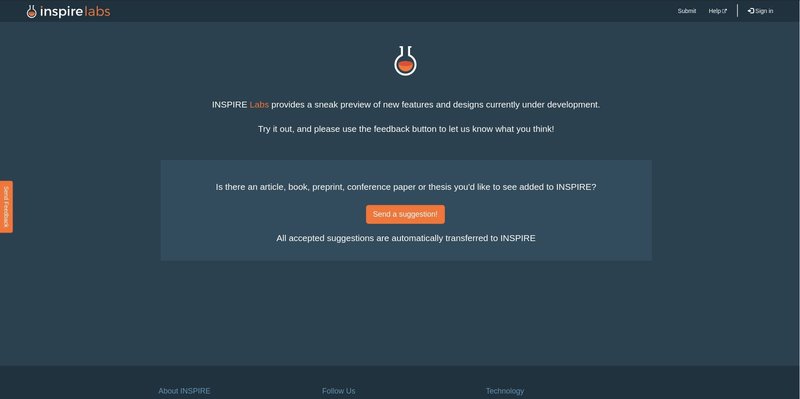 inspire labs
Submit
Help
Sign in
INSPIRE Labs provides a sneak preview of new features and designs currently under development.
Try it out, and please use the feedback button to let us know what you think!
Send Feedback
Is there an article, book, preprint, conference paper or thesis you'd like to see added to INSPIRE?
Send a suggestion!
All accepted suggestions are automatically transferred to INSPIRE
About INSPIRE
Follow Us
Technology